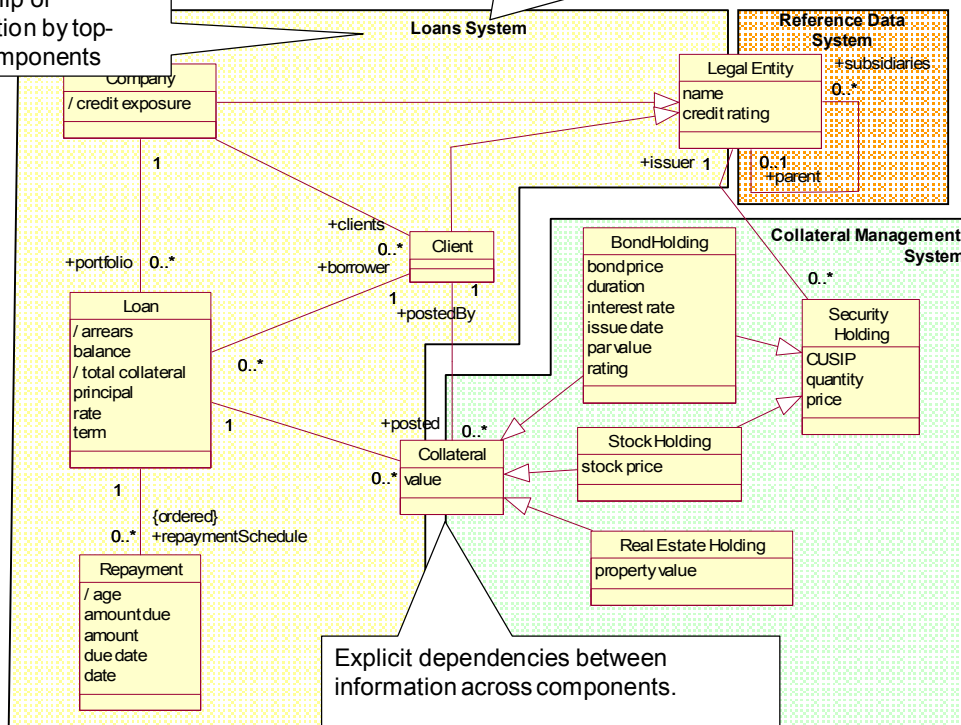 tion by top-
mponents
Loans System
Reference Data
System
Company
/ credit exposure
Legal Entity
name
credit rating
+subsidiaries
0..*
1
+issuer
1
0..1
+parent
+clients
0..*
Client
Collateral Management
System
+portfolio
0..*
+borrower
1
1
+postedBy
BondHolding
bond price
duration
interest rate
issue date
par value
rating
0..*
Security
Holding
CUSIP
quantity
price
Loan
/ arrears
balance
/ total collateral
principal
rate
term
0..*
1
+posted
0..*
0..*
Collateral
value
StockHolding
stock price
1
{ordered}
0..*
+repaymentSchedule
Real Estate Holding
property value
Repayment
/ age
amount due
amount
due date
date
Explicit dependencies between
information across components.